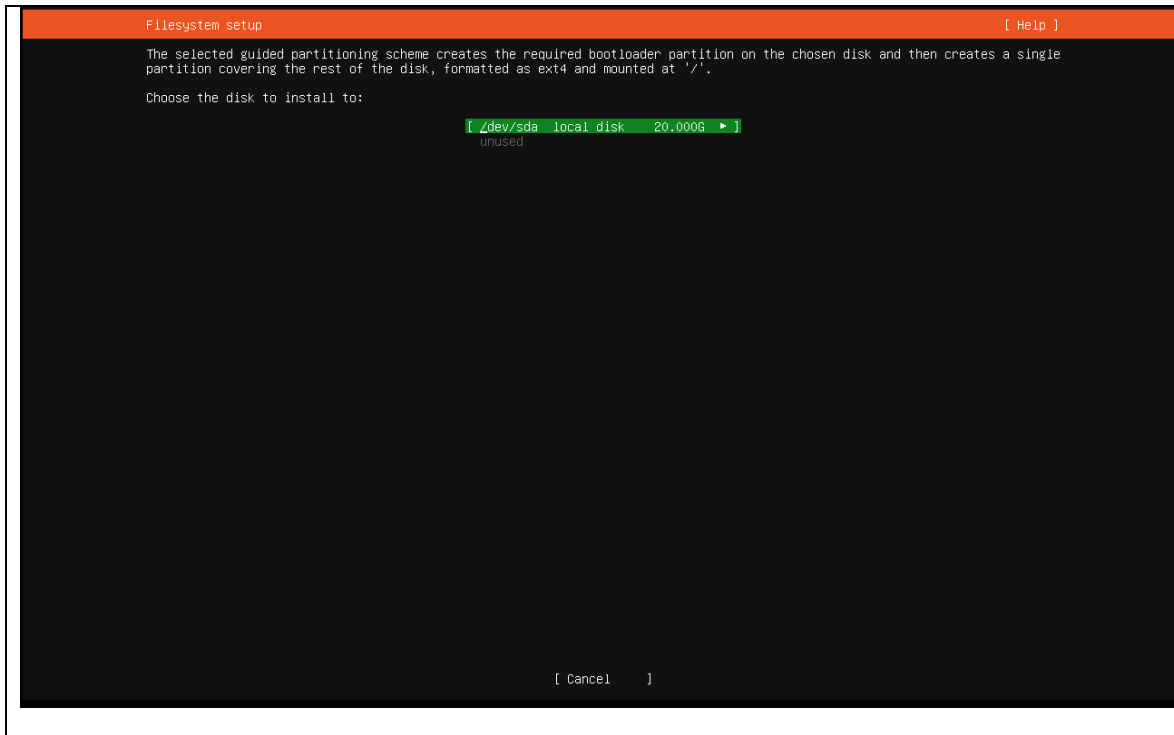 Filesystem setup [ Help ]
The selected guided partitioning scheme creates the required bootloader partition on the chosen disk and then creates a single
partition covering the rest of the disk, formatted as ext4 and mounted at '/'.
Choose the disk to install to:
[ /dev/sda local disk 20.000G ► ]
unused
[ Cancel ]